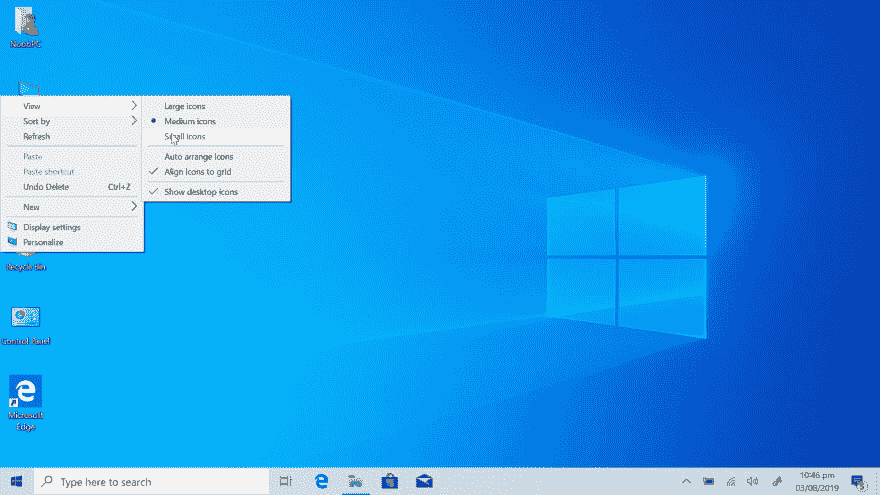 NoobPC
View
Sort by
Refresh
Paste
Paste shortcut
Undo Delete Ctrl+Z
New
Display settings
Personalize
Large icons
Medium icons
Small icons
Auto arrange icons
Align icons to grid
Show desktop icons
Recycle Bin
Control Panel
Microsoft
Edge
Type here to search
10:46 pm
03/08/2019